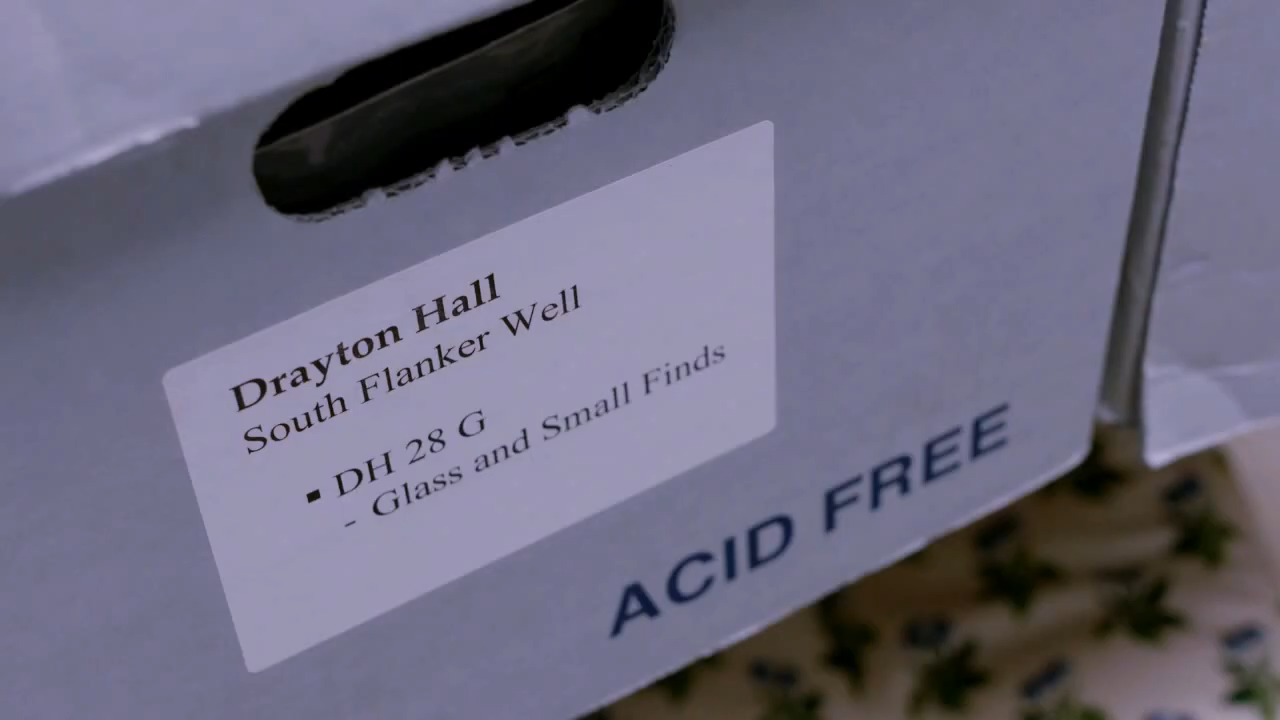 Drayton Hall
South Flanker Well
▪ DH 28 G
- Glass and Small Finds
ACID FREE